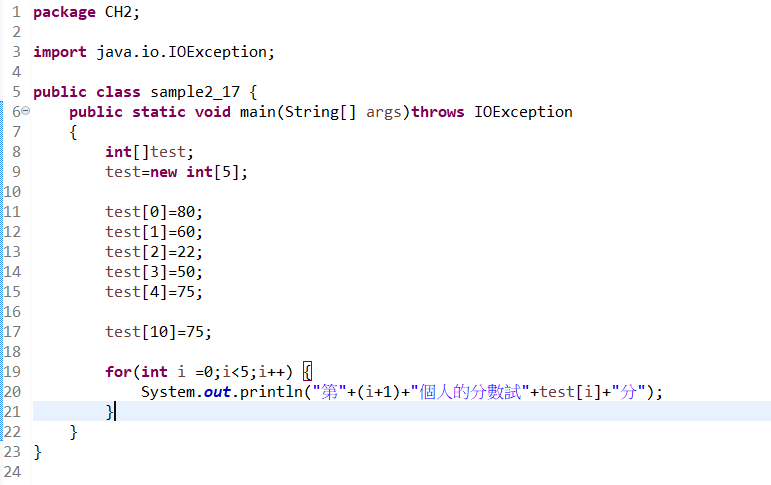 1 package CH2;
2
3 import java.io.IOException;
4
5 public class sample2_17 {
6     public static void main(String[] args)throws IOException
7     {
8         int[]test;
9         test=new int[5];
10
11         test[0]=80;
12         test[1]=60;
13         test[2]=22;
14         test[3]=50;
15         test[4]=75;
16
17         test[10]=75;
18
19         for(int i =0;i<5;i++) {
20             System.out.println("第"+(i+1)+"個人的分數試"+test[i]+"分");
21         }
22     }
23 }
24